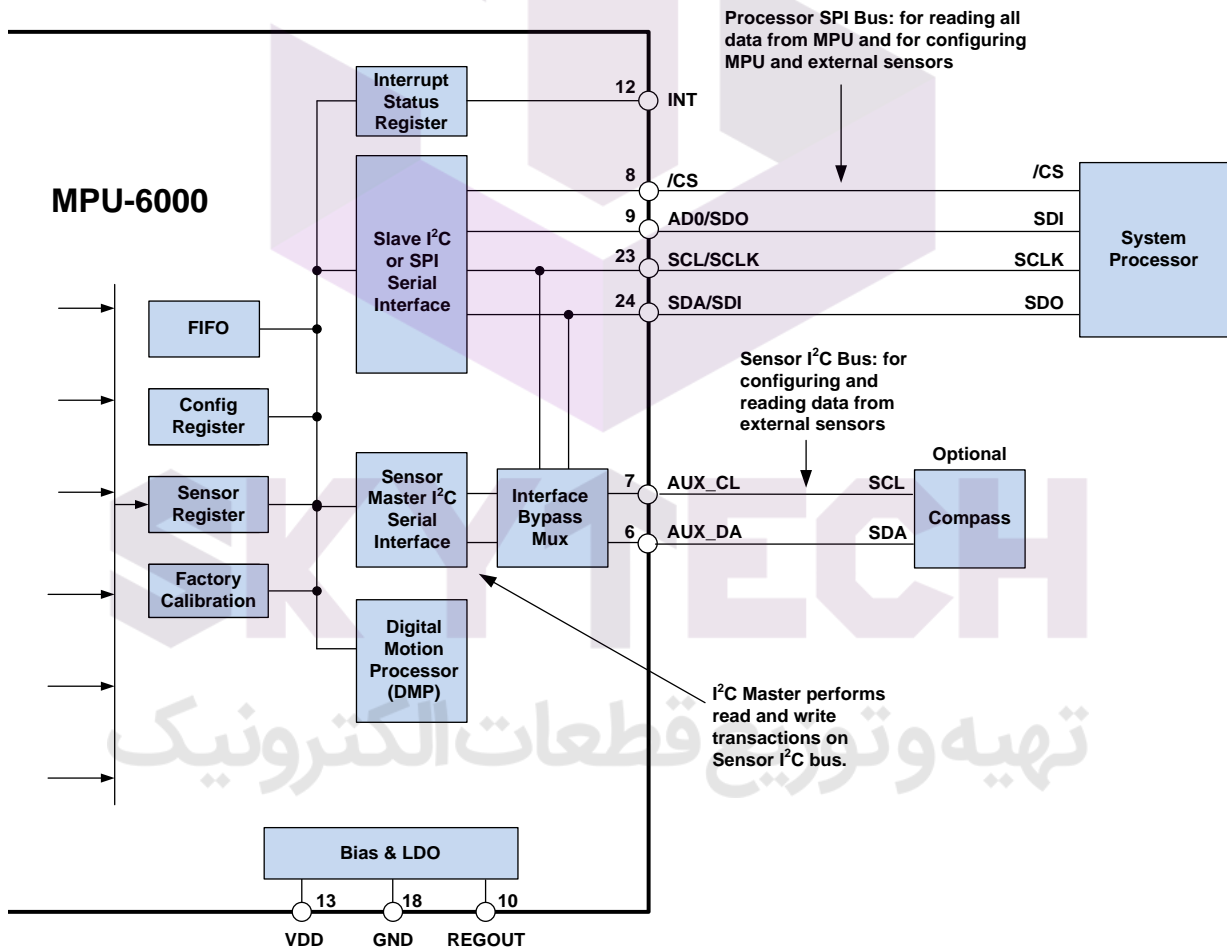 Processor SPI Bus: for reading all
data from MPU and for configuring
MPU and external sensors
Interrupt
Status
Register
12
INT
MPU-6000
Slave I²C
or SPI
Serial
Interface
8
/CS
/CS
9
AD0/SDO
SDI
23
SCL/SCLK
SCLK
24
SDA/SDI
SDO
System
Processor
FIFO
Config
Register
Sensor
Register
Factory
Calibration
Sensor I²C Bus: for
configuring and
reading data from
external sensors
Sensor
Master I²C
Serial
Interface
Interface
Bypass
Mux
7
AUX_CL
SCL
6
AUX_DA
SDA
Optional
Compass
Digital
Motion
Processor
(DMP)
I²C Master performs
read and write
transactions on
Sensor I²C bus.
SKYTECH
تهیه و توزیع قطعات الکترونیک
Bias & LDO
13
18
10
VDD
GND
REGOUT